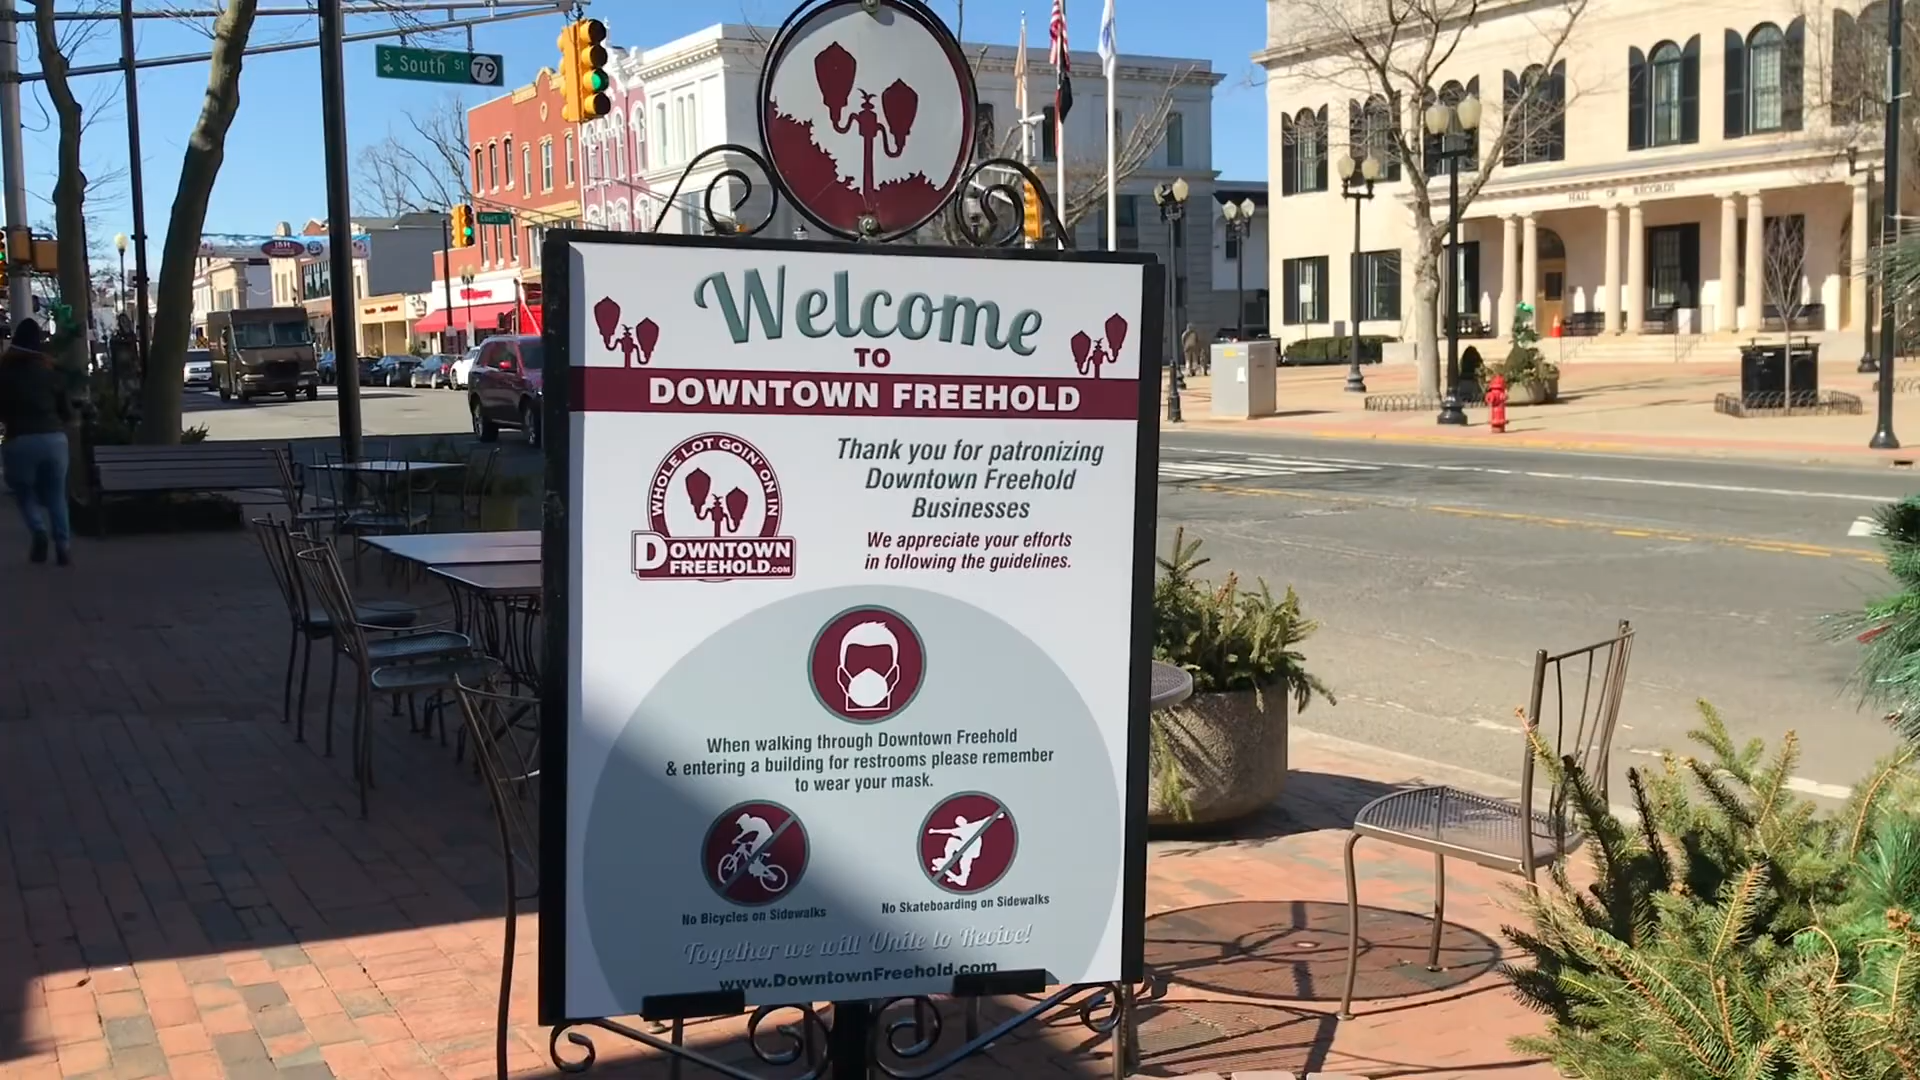 S South St 79
Court St
HALL OF RECORDS
J&H
Welcome
TO
DOWNTOWN FREEHOLD
WHOLE LOT GOIN' ON IN
DOWNTOWN
FREEHOLD.COM
Thank you for patronizing
Downtown Freehold
Businesses
We appreciate your efforts
in following the guidelines.
When walking through Downtown Freehold
& entering a building for restrooms please remember
to wear your mask.
No Bicycles on Sidewalks
No Skateboarding on Sidewalks
Together we will Unite to Revive!
www.DowntownFreehold.com